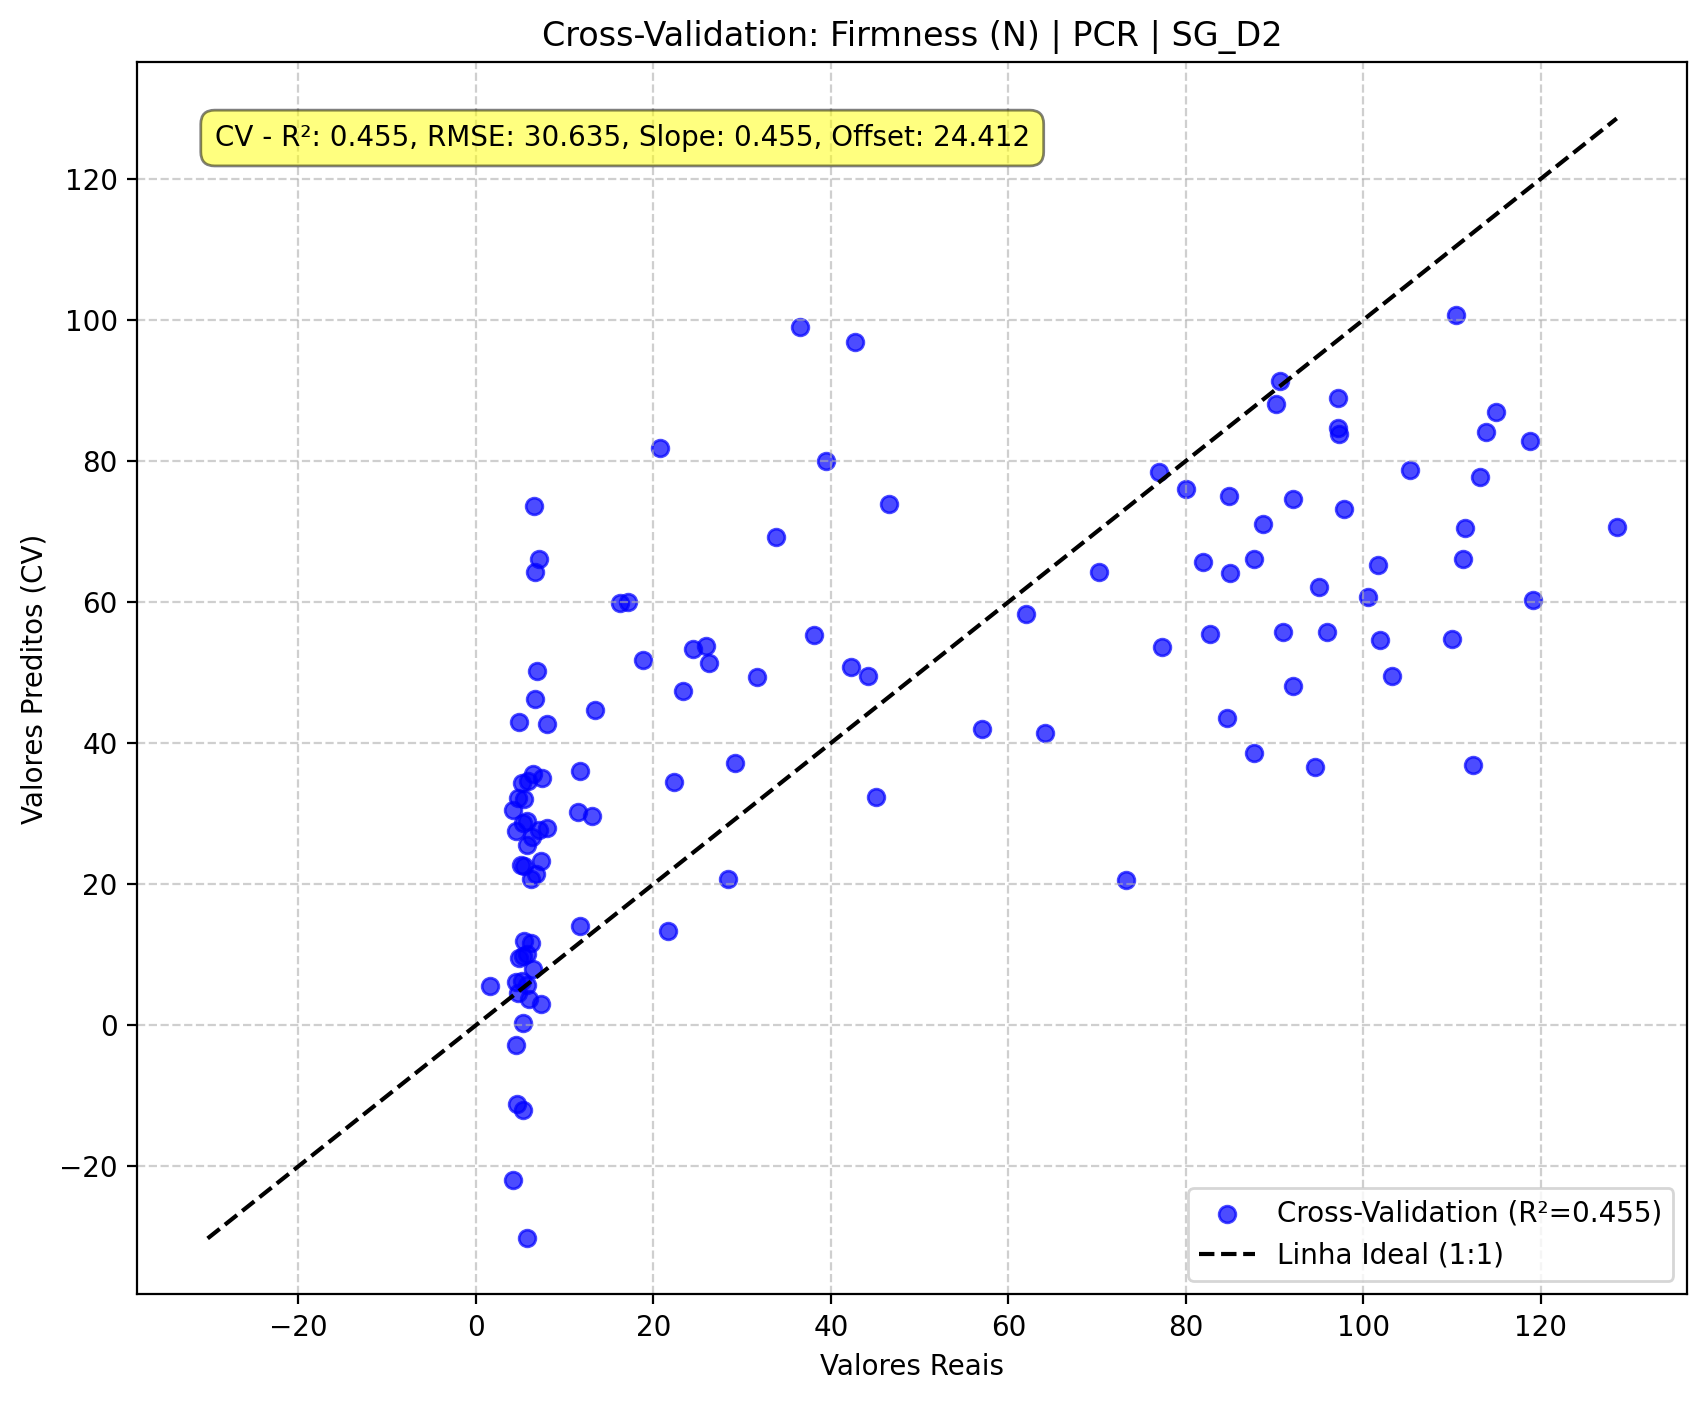 Cross-Validation: Firmness (N) | PCR | SG_D2
CV - R²: 0.455, RMSE: 30.635, Slope: 0.455, Offset: 24.412
Valores Preditos (CV)
120
100
80
60
40
20
0
−20
Cross-Validation (R²=0.455)
Linha Ideal (1:1)
−20 0 20 40 60 80 100 120
Valores Reais